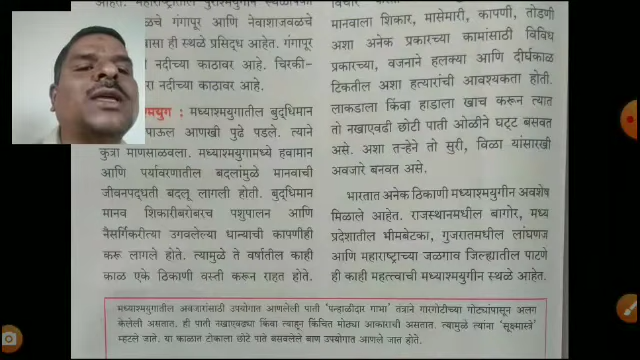 आहेत. महाराष्ट्रातील
ळचे गंगापूर आणि नेवाशाजवळचे
ासा ही स्थळे प्रसिद्ध आहेत. गंगापूर
नदीच्या काठावर आहे. चिरकी–
रा नदीच्या काठावर आहे.
मयुग : मध्याश्मयुगातील बुद्धिमान
पाऊल आणखी पुढे पडले. त्याने
कुत्रा माणसाळवला. मध्याश्मयुगामध्ये हवामान
आणि पर्यावरणातील बदलांमुळे मानवाची
जीवनपद्धती बदलू लागली होती. बुद्धिमान
मानव शिकारीबरोबरच पशुपालन आणि
नैसर्गिकरीत्या उगवलेल्या धान्याची कापणीही
करू लागले होते. त्यामुळे ते वर्षातील काही
काळ एके ठिकाणी वस्ती करून राहत होते.
मानवाला शिकार, मासेमारी, कापणी, तोडणी
अशा अनेक प्रकारच्या कामांसाठी विविध
प्रकारच्या, वजनाने हलक्या आणि दीर्घकाळ
टिकतील अशा हत्यारांची आवश्यकता होती.
लाकडाला किंवा हाडाला खाच करून त्यात
तो नखाएवढी छोटी पाती ओळीने घट्ट बसवत
असे. अशा तऱ्हेने तो सुरी, विळा यांसारखी
अवजारे बनवत असे.
भारतात अनेक ठिकाणी मध्याश्मयुगीन अवशेष
मिळाले आहेत. राजस्थानमधील बागोर, मध्य
प्रदेशातील भीमबेटका, गुजरातमधील लांघणज
आणि महाराष्ट्राच्या जळगाव जिल्ह्यातील पाटणे
ही काही महत्त्वाची मध्याश्मयुगीन स्थळे आहेत.
मध्याश्मयुगातील अवजारांसाठी उपयोगात आणलेली पाती 'पन्हाळीदार गाभा' तंत्राने गारगोटीच्या गोट्यापासून अलग
केलेली असतात. ही पाती नखाएवढ्या किंवा त्याहून किंचित मोठ्या आकाराची असतात. त्यामुळे त्यांना 'सूक्ष्मास्त्रे'
म्हटले जाते. या काळात टोकाला छोटे पाते बसवलेले बाण उपयोगात आणले जात होते.